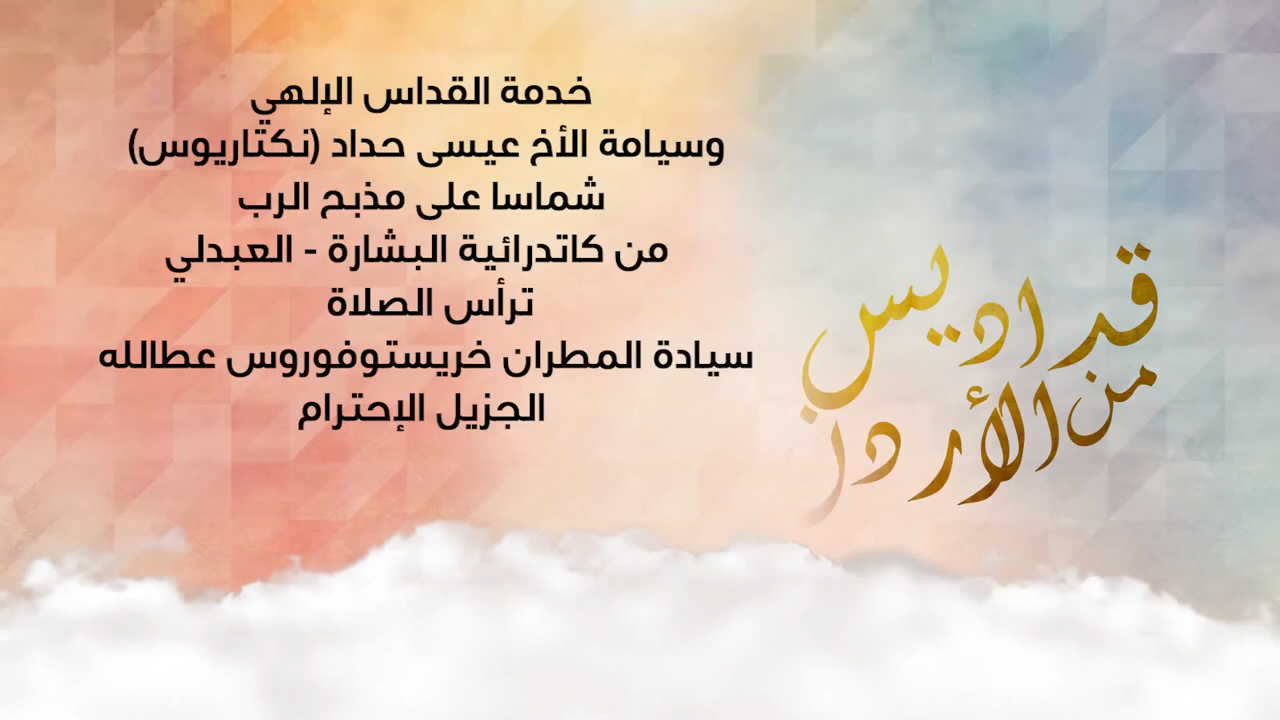 خدمة القداس الإلهي
وسيامة الأخ عيسى حداد (نكتاريوس)
شماسا على مذبح الرب
من كاتدرائية البشارة - العبدلي
ترأس الصلاة
سيادة المطران خريستوفوروس عطالله
الجزيل الإحترام
قداديس
من الأردن